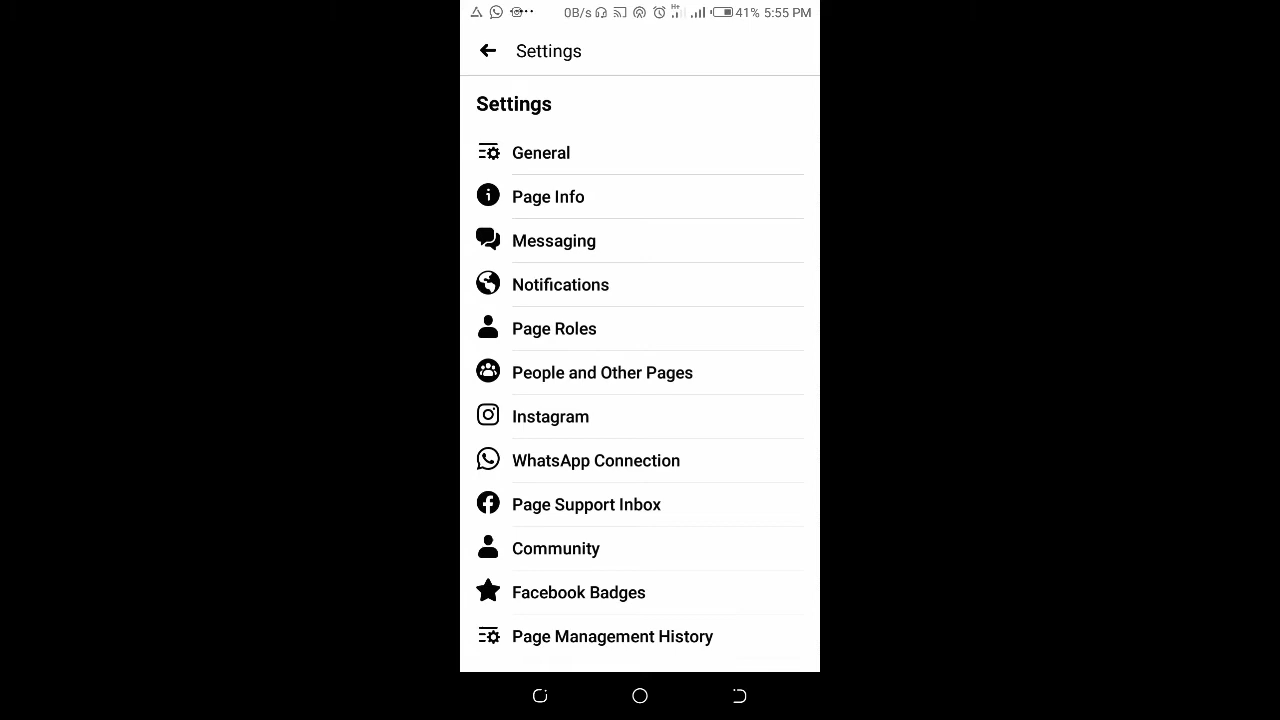 0B/s H+ 41% 5:55 PM
Settings
Settings
General
Page Info
Messaging
Notifications
Page Roles
People and Other Pages
Instagram
WhatsApp Connection
Page Support Inbox
Community
Facebook Badges
Page Management History